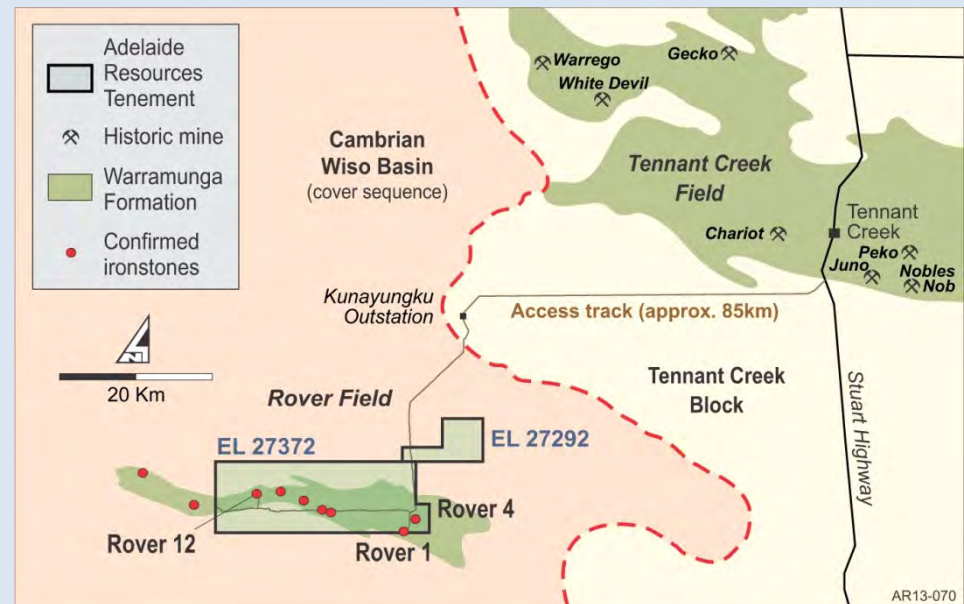 Adelaide
Resources
Tenement
Historic mine
Warramunga
Formation
Confirmed
ironstones
N
20 Km
Cambrian
Wiso Basin
(cover sequence)
Warrego
White Devil
Gecko
Tennant Creek
Field
Chariot
Tennant
Creek
Peko
Juno
Nobles
Nob
Kunayungku
Outstation
Access track (approx. 85km)
Tennant Creek
Block
Stuart Highway
Rover Field
EL 27372
EL 27292
Rover 12
Rover 1
Rover 4
AR13-070